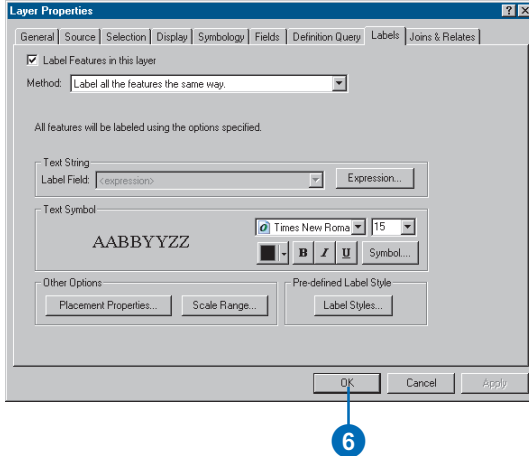 Layer Properties
General Source Selection Display Symbology Fields Definition Query Labels Joins & Relates
Label Features in this layer
Method: Label all the features the same way.
All features will be labeled using the options specified.
Text String
Label Field: <expression> Expression...
Text Symbol
AABBYYZZ
Times New Roma 15
B I U Symbol....
Other Options Pre-defined Label Style
Placement Properties... Scale Range... Label Styles...
OK Cancel Apply
6